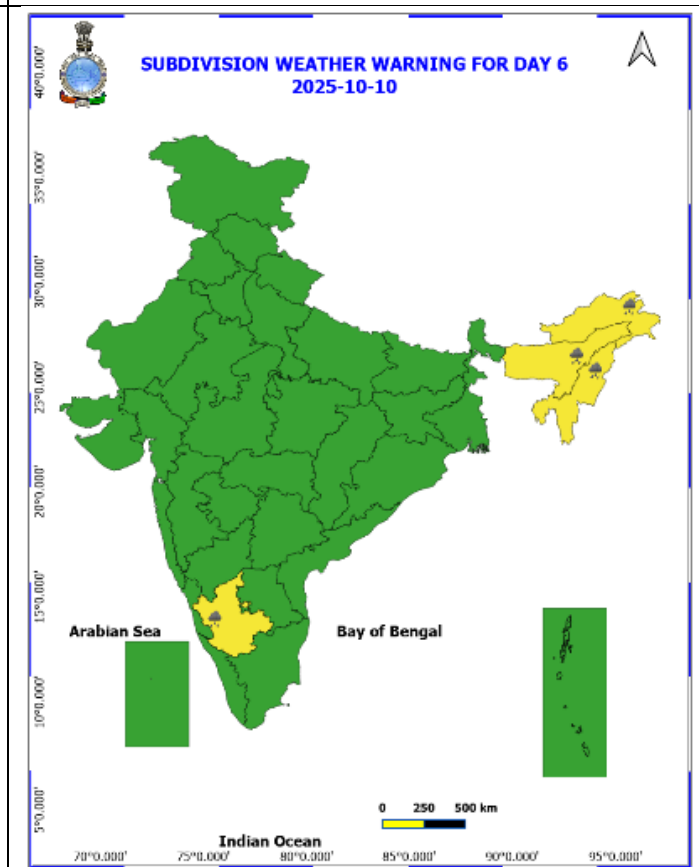 SUBDIVISION WEATHER WARNING FOR DAY 6
2025-10-10
40°0.000'
35°0.000'
30°0.000'
25°0.000'
20°0.000'
15°0.000'
10°0.000'
5°0.000'
Arabian Sea
Bay of Bengal
0 250 500 km
Indian Ocean
70°0.000' 75°0.000' 80°0.000' 85°0.000' 90°0.000' 95°0.000'